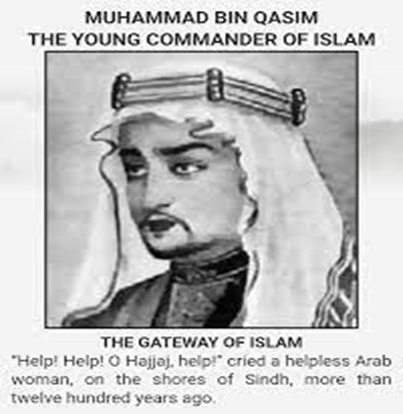 MUHAMMAD BIN QASIM
THE YOUNG COMMANDER OF ISLAM
THE GATEWAY OF ISLAM
"Help! Help! O Hajjaj, help!" cried a helpless Arab
woman, on the shores of Sindh, more than
twelve hundred years ago.